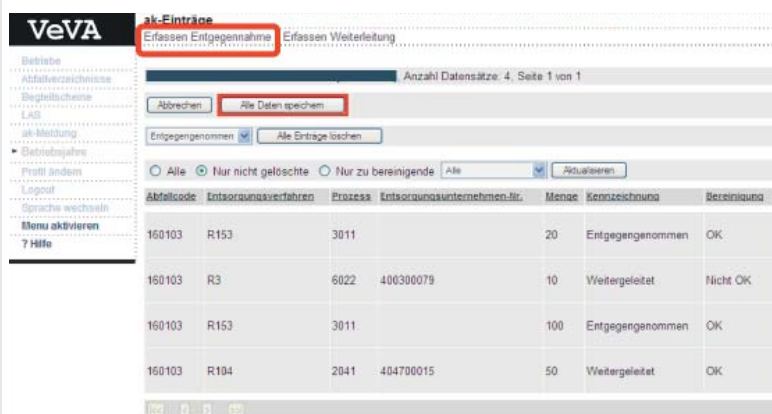 VeVA
ak-Einträge
Erfassen Entgegennahme Erfassen Weiterleitung
Betriebe
Abfallverzeichnisse
Begleitscheine
LAS
ak-Meldung
Betriebsjahre
Profil ändern
Logout
Sprache wechseln
Menu aktivieren
? Hilfe
, Anzahl Datensätze: 4, Seite 1 von 1
Abbrechen Alle Daten speichern
Entgegengenommen Alle Einträge löschen
Alle Nur nicht gelöschte Nur zu bereinigende Alle Aktualisieren
Abfallcode Entsorgungsverfahren Prozess Entsorgungsunternehmen-Nr. Menge Kennzeichnung Bereinigung
160103 R153 3011 20 Entgegengenommen OK
160103 R3 6022 400300079 10 Weitergeleitet Nicht OK
160103 R153 3011 100 Entgegengenommen OK
160103 R104 2041 404700015 50 Weitergeleitet OK
<< < > >>